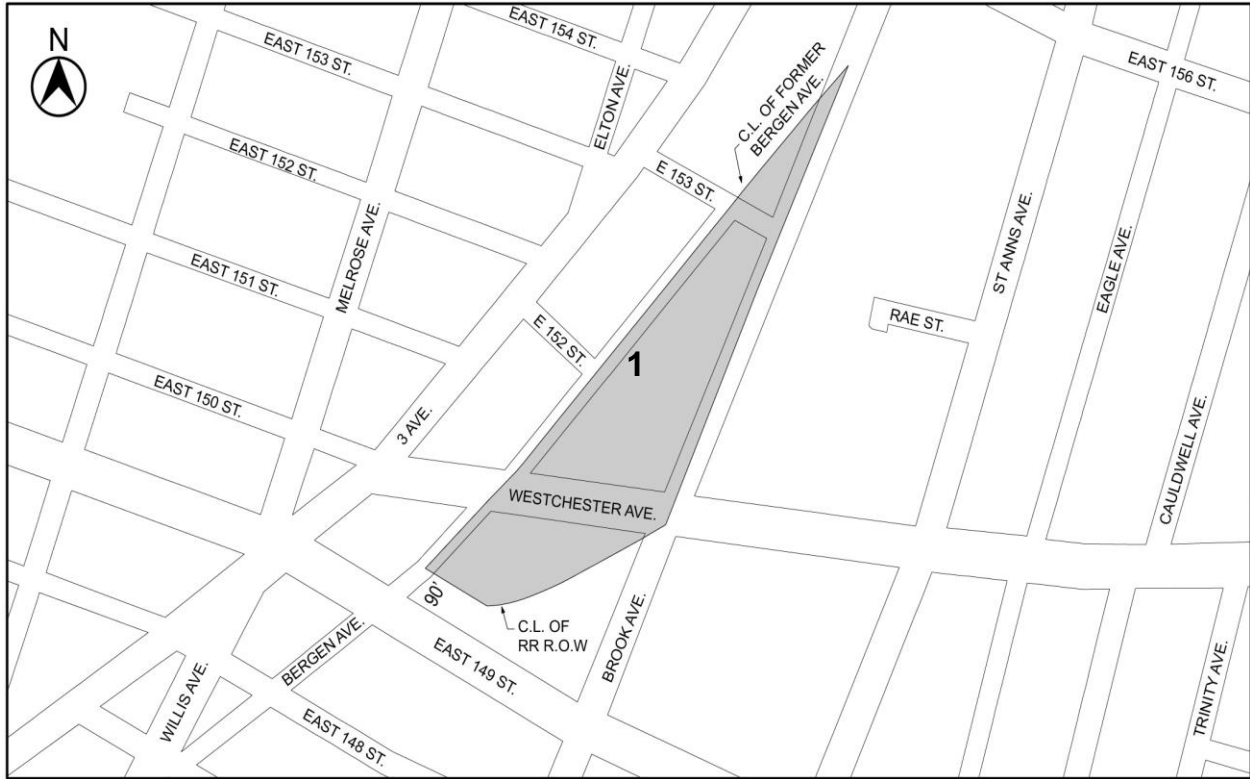 N
EAST 154 ST.
EAST 153 ST.
ELTON AVE.
C.L. OF FORMER
BERGEN AVE.
EAST 156 ST.
EAST 152 ST.
E 153 ST.
ST ANNS AVE.
EAGLE AVE.
MELROSE AVE.
EAST 151 ST.
RAE ST.
E 152 ST.
1
EAST 150 ST.
3 AVE.
CAULDWELL AVE.
WESTCHESTER AVE.
90'
C.L. OF
RR R.O.W
BROOK AVE.
BERGEN AVE.
EAST 149 ST.
WILLIS AVE.
TRINITY AVE.
EAST 148 ST.